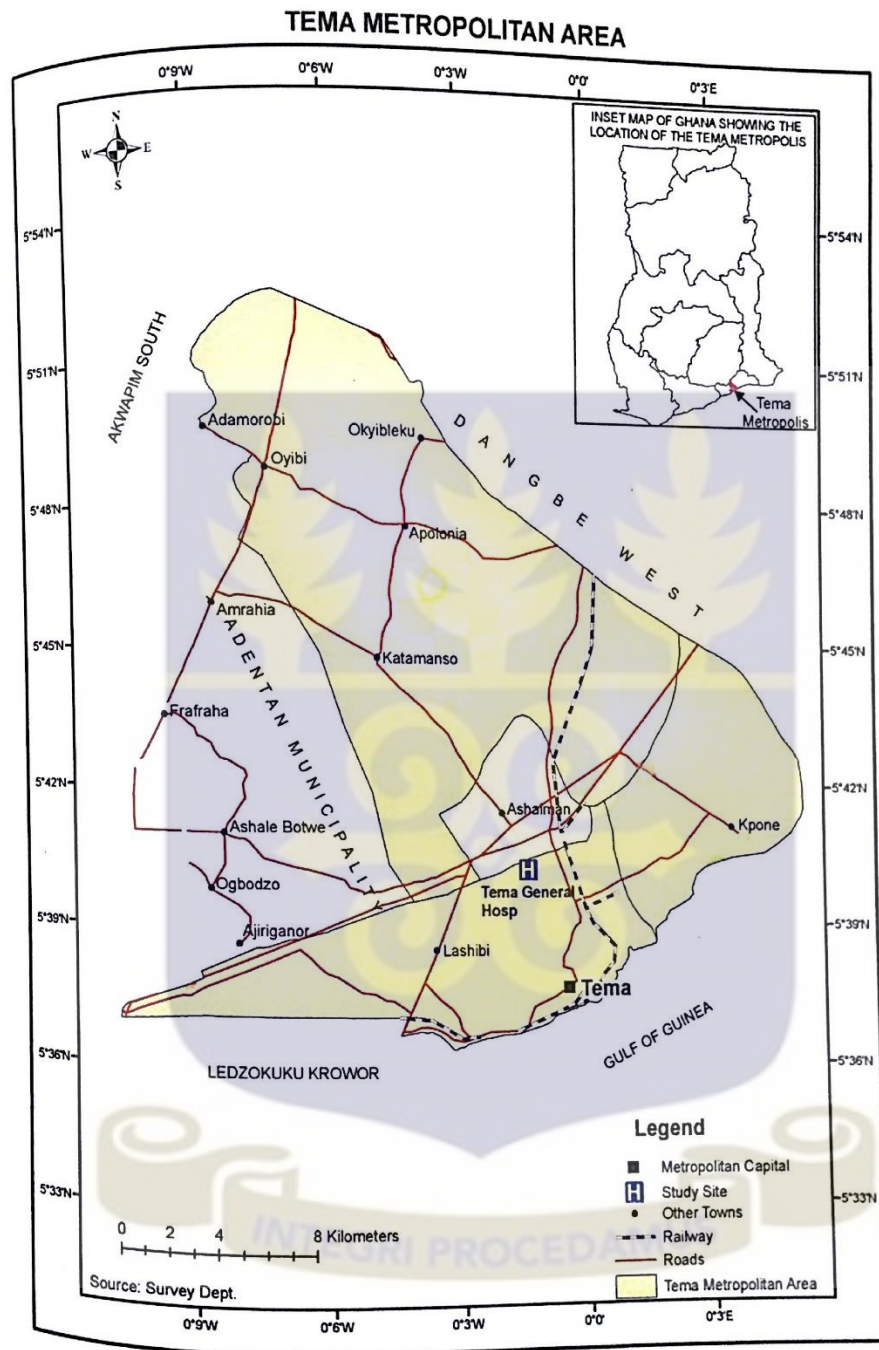 TEMA METROPOLITAN AREA
0°9'W
0°6'W
0°3'W
0°0'
0°3'E
N
W
E
S
INSET MAP OF GHANA SHOWING THE
LOCATION OF THE TEMA METROPOLIS
Tema
Metropolis
5°54'N
5°54'N
5°51'N
5°51'N
AKWAPIM SOUTH
Adamorobi
Okyibleku
DANGBE WEST
Oyibi
5°48'N
5°48'N
Apolonia
Amrahia
5°45'N
5°45'N
Katamanso
ADENTAN MUNICIPALITY
Frafraha
5°42'N
5°42'N
Ashaiman
Kpone
Ashale Botwe
Tema General
Hosp
H
Ogbodzo
5°39'N
5°39'N
Ajiriganor
Lashibi
Tema
GULF OF GUINEA
5°36'N
5°36'N
LEDZOKUKU KROWOR
Legend
Metropolitan Capital
H
Study Site
Other Towns
Railway
Roads
Tema Metropolitan Area
5°33'N
5°33'N
0 2 4 8 Kilometers
INTEGRI PROCEDAMUS
Source: Survey Dept.
0°9'W
0°6'W
0°3'W
0°0'
0°3'E